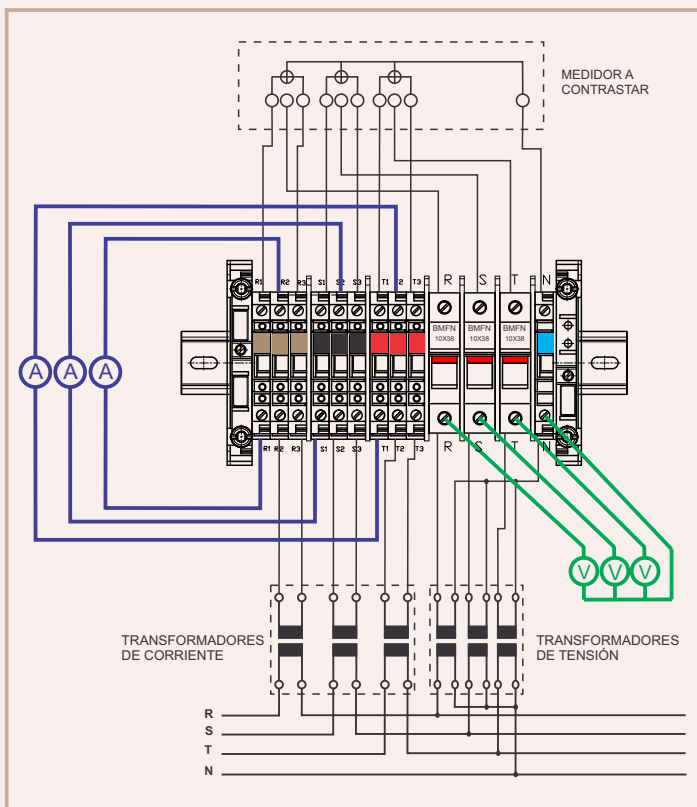 MEDIDOR A
CONTRASTAR
R1 R2 R3 S1 S2 S3 T1 T2 T3 R S T N
BMFN
10X38
BMFN
10X38
BMFN
10X38
A A A
R1 R2 R3 S1 S2 S3 T1 T2 T3 R S T N
V V V
TRANSFORMADORES
DE CORRIENTE
TRANSFORMADORES
DE TENSIÓN
R
S
T
N